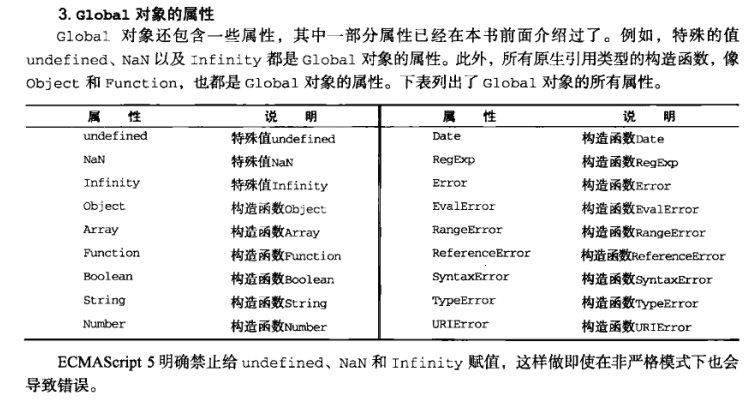 3. Global 对象的属性
Global 对象还包含一些属性，其中一部分属性已经在本书前面介绍过了。例如，特殊的值
undefined、NaN 以及 Infinity 都是 Global 对象的属性。此外，所有原生引用类型的构造函数，像
Object 和 Function，也都是 Global 对象的属性。下表列出了 Global 对象的所有属性。
属 性 说 明 属 性 说 明
undefined 特殊值undefined Date 构造函数Date
NaN 特殊值NaN RegExp 构造函数RegExp
Infinity 特殊值Infinity Error 构造函数Error
Object 构造函数Object EvalError 构造函数EvalError
Array 构造函数Array RangeError 构造函数RangeError
Function 构造函数Function ReferenceError 构造函数ReferenceError
Boolean 构造函数Boolean SyntaxError 构造函数SyntaxError
String 构造函数String TypeError 构造函数TypeError
Number 构造函数Number URIError 构造函数URIError
ECMAScript 5 明确禁止给 undefined、NaN 和 Infinity 赋值，这样做即使在非严格模式下也会
导致错误。